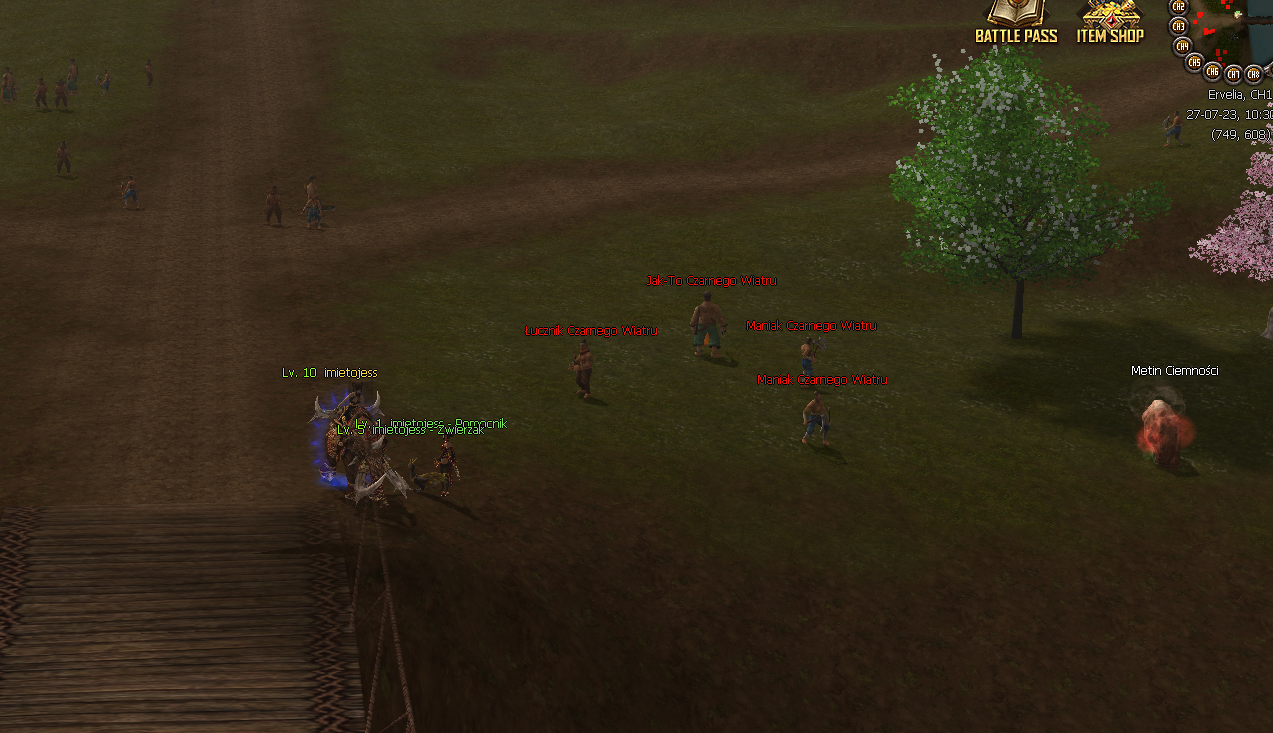 BATTLE PASS
ITEM SHOP
CH2
CH3
CH4
CH5
CH6
CH7
CH8
Ervelia, CH1
27-07-23, 10:30
(749, 608)
Jak-To Czarnego Wiatru
Łucznik Czarnego Wiatru
Maniak Czarnego Wiatru
Maniak Czarnego Wiatru
Metin Ciemności
Lv. 10 imietojess
Lv. 1 imietojess - Pomocnik
Lv. 5 imietojess - Zwierzak